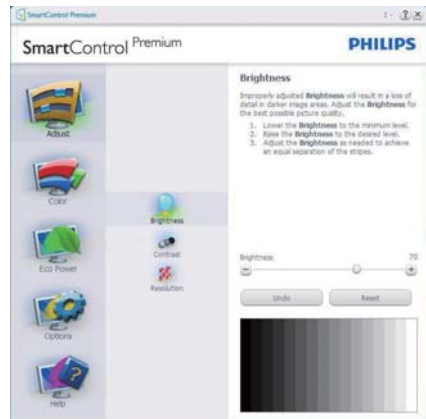 SmartControl Premium
SmartControl Premium
PHILIPS
Adjust
Color
Eco Power
Options
Help
Brightness
Contrast
Resolution
Brightness
Improperly adjusted Brightness will result in a loss of
detail in darker image areas. Adjust the Brightness for
the best possible picture quality.
1. Lower the Brightness to the minimum level.
2. Raise the Brightness to the desired level.
3. Adjust the Brightness as needed to achieve
an equal separation of the stripes.
Brightness: 70
Undo Reset